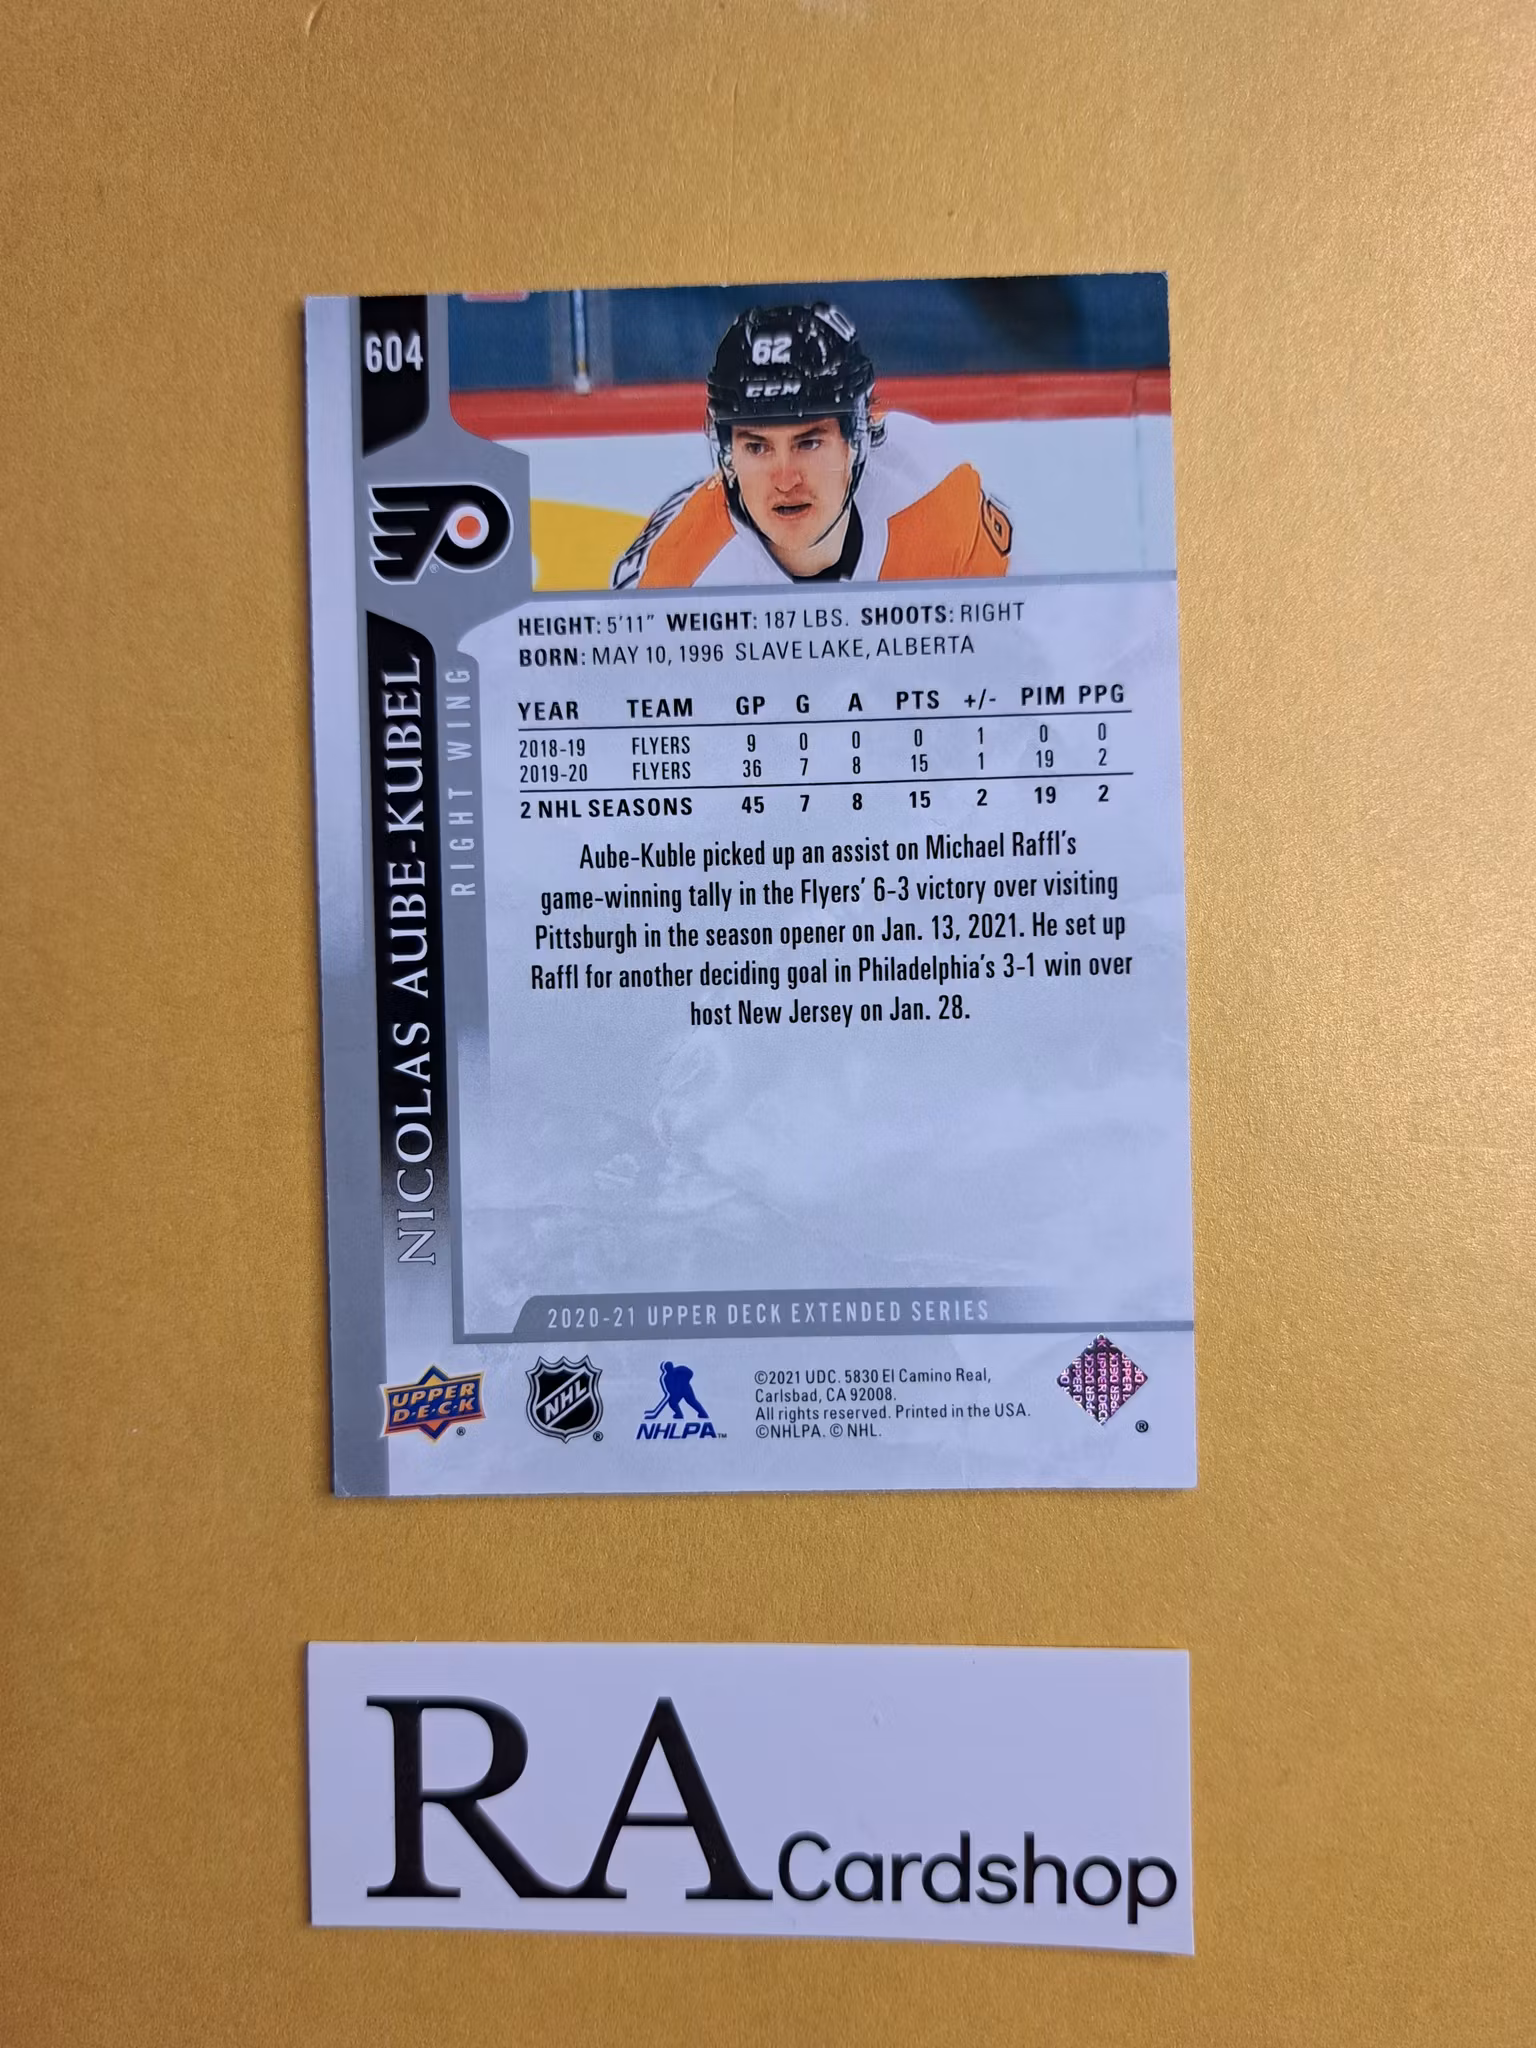 604
62
CCM
6
NICOLAS AUBE-KUBEL
RIGHT WING
HEIGHT: 5'11" WEIGHT: 187 LBS. SHOOTS: RIGHT
BORN: MAY 10, 1996 SLAVE LAKE, ALBERTA
YEAR TEAM GP G A PTS +/- PIM PPG
2018-19 FLYERS 9 0 0 0 1 0 0
2019-20 FLYERS 36 7 8 15 1 19 2
2 NHL SEASONS 45 7 8 15 2 19 2
Aube-Kuble picked up an assist on Michael Raffl's
game-winning tally in the Flyers' 6-3 victory over visiting
Pittsburgh in the season opener on Jan. 13, 2021. He set up
Raffl for another deciding goal in Philadelphia's 3-1 win over
host New Jersey on Jan. 28.
2020-21 UPPER DECK EXTENDED SERIES
UPPER
D·E·C·K ®
NHL ®
NHLPA™
©2021 UDC. 5830 El Camino Real,
Carlsbad, CA 92008.
All rights reserved. Printed in the USA.
©NHLPA. © NHL.
UPPER DECK
®
RA Cardshop